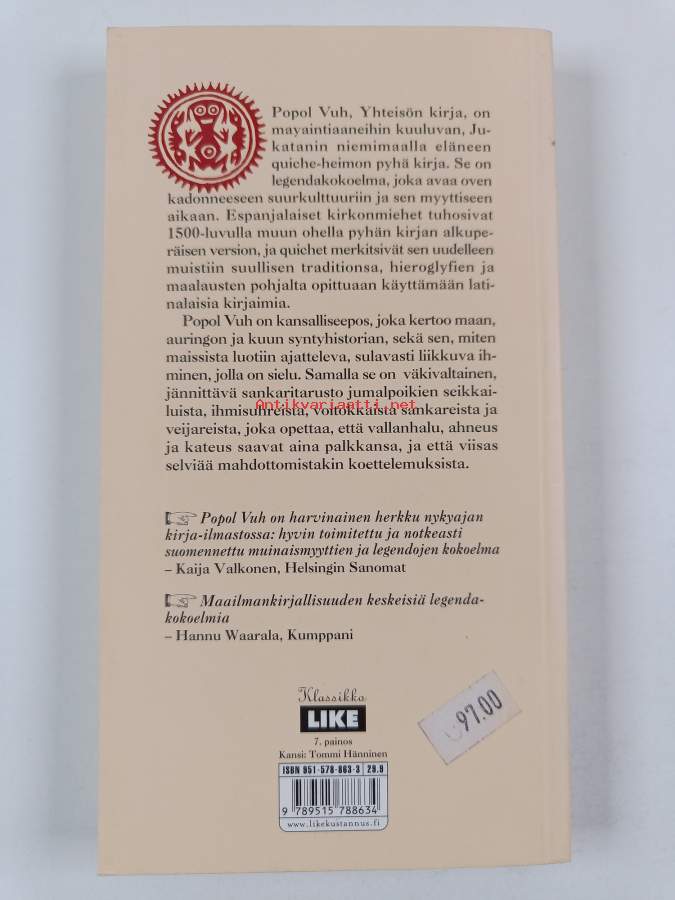 Popol Vuh, Yhteisön kirja, on
mayaintiaaneihin kuuluvan, Ju-
katanin niemimaalla eläneen
quiche-heimon pyhä kirja. Se on
legendakokoelma, joka avaa oven
kadonneeseen suurkulttuuriin ja sen myyttiseen
aikaan. Espanjalaiset kirkonmiehet tuhosivat
1500-luvulla muun ohella pyhän kirjan alkupe-
räisen version, ja quichet merkitsivät sen uudelleen
muistiin suullisen traditionsa, hieroglyfien ja
maalausten pohjalta opittuaan käyttämään lati-
nalaisia kirjaimia.
Popol Vuh on kansalliseepos, joka kertoo maan,
auringon ja kuun syntyhistorian, sekä sen, miten
maissista luotiin ajatteleva, sulavasti liikkuva ih-
minen, jolla on sielu. Samalla se on väkivaltainen,
jännittävä sankaritarusto jumalpoikien seikkai-
luista, ihmisuhreista, voitokkaista sankareista ja
Antikvariaatti.net
veijareista, joka opettaa, että vallanhalu, ahneus
ja kateus saavat aina palkkansa, ja että viisas
selviää mahdottomistakin koettelemuksista.
Popol Vuh on harvinainen herkku nykyajan
kirja-ilmastossa: hyvin toimitettu ja notkeasti
suomennettu muinaismyyttien ja legendojen kokoelma
– Kaija Valkonen, Helsingin Sanomat
Maailmankirjallisuuden keskeisiä legenda-
kokoelmia
– Hannu Waarala, Kumppani
Klassikko
LIKE
7. painos
Kansi: Tommi Hänninen
ISBN 951-578-863-3 29.9
9 789515 788634
www.likekustannus.fi
97.00